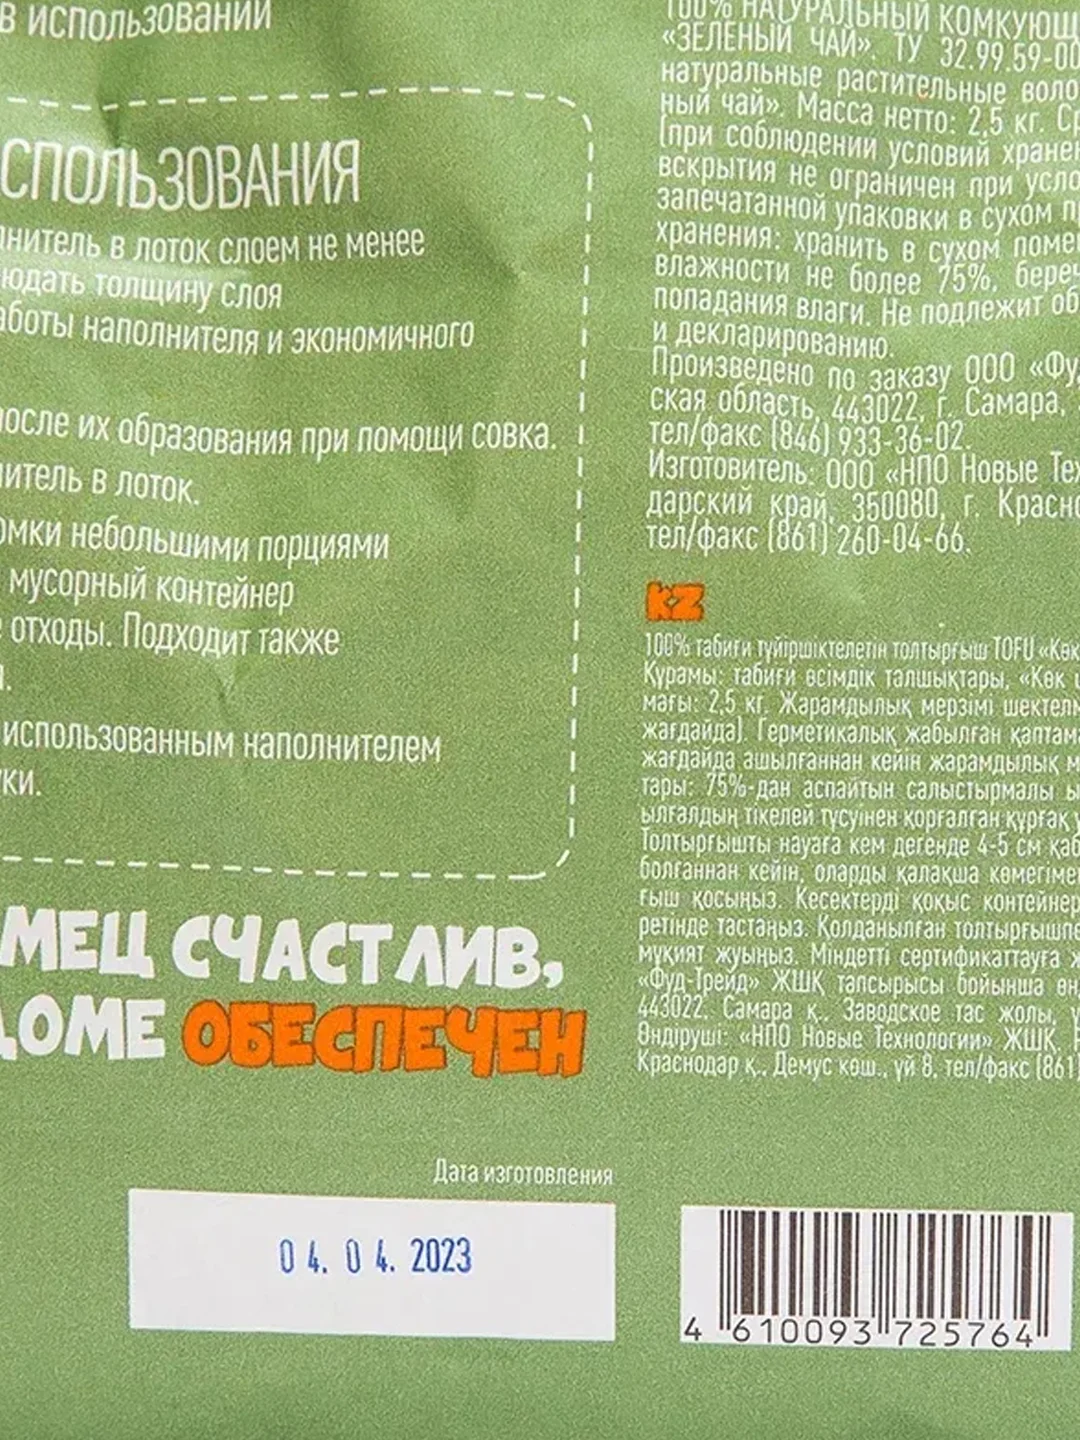 в использовании
СПОЛЬЗОВАНИЯ
лнитель в лоток слоем не менее
юдать толщину слоя
аботы наполнителя и экономичного
после их образования при помощи совка.
нитель в лоток.
омки небольшими порциями
мусорный контейнер
е отходы. Подходит также
использованным наполнителем
уки.
МЕЦ СЧАСТЛИВ,
ДОМЕ ОБЕСПЕЧЕН
Дата изготовления
04. 04. 2023
100% НАТУРАЛЬНЫЙ КОМКУЮЩ
«ЗЕЛЕНЫЙ ЧАЙ». ТУ 32.99.59-00
натуральные растительные воло
ный чай». Масса нетто: 2,5 кг. Ср
(при соблюдении условий хранен
вскрытия не ограничен при усло
запечатанной упаковки в сухом п
хранения: хранить в сухом поме
влажности не более 75%, береч
попадания влаги. Не подлежит об
и декларированию.
Произведено по заказу ООО «Фуд
ская область, 443022, г. Самара,
тел/факс (846) 933-36-02.
Изготовитель: ООО «НПО Новые Тех
дарский край, 350080, г. Красно
тел/факс (861) 260-04-66.
KZ
100% табиғи түйіршіктелетін толтырғыш TOFU «Көк
Құрамы: табиғи өсімдік талшықтары, «Көк ш
мағы: 2,5 кг. Жарамдылық мерзімі шектелм
жағдайда). Герметикалық жабылған қаптама
жағдайда ашылғаннан кейін жарамдылық м
тары: 75%-дан аспайтын салыстырмалы ы
ылғалдың тікелей түсуінен қорғалған құрғақ ү
Толтырғышты науаға кем дегенде 4-5 см қаб
болғаннан кейін, оларды қалақша көмегімен
ғыш қосыңыз. Кесектерді қоқыс контейнер
ретінде тастаңыз. Қолданылған толтырғышпе
мұқият жуыңыз. Міндетті сертификаттауға ж
«Фуд-Трейд» ЖШҚ тапсырысы бойынша өн
443022, Самара қ., Заводское тас жолы, ү
Өндіруші: «НПО Новые Технологии» ЖШҚ, Р
Краснодар қ., Демус көш., үй 8, тел/факс (861)
4 610093 725764